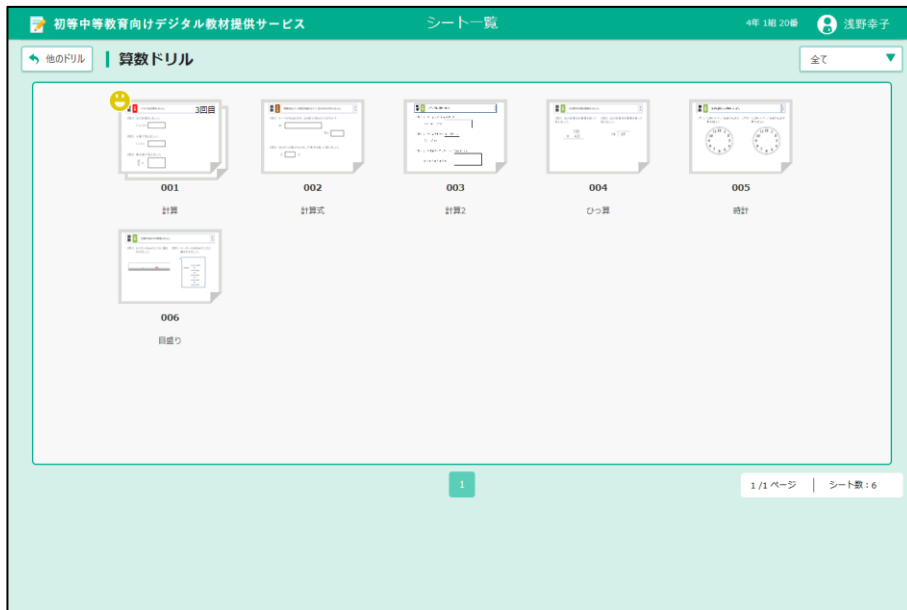 初等中等教育向けデジタル教材提供サービス
シート一覧
4年 1組 20番
浅野幸子
他のドリル
算数ドリル
全て
3回目
001
002
003
004
005
計算
計算式
計算2
ひっ算
時計
006
目盛り
1
1 /1 ページ
シート数：6